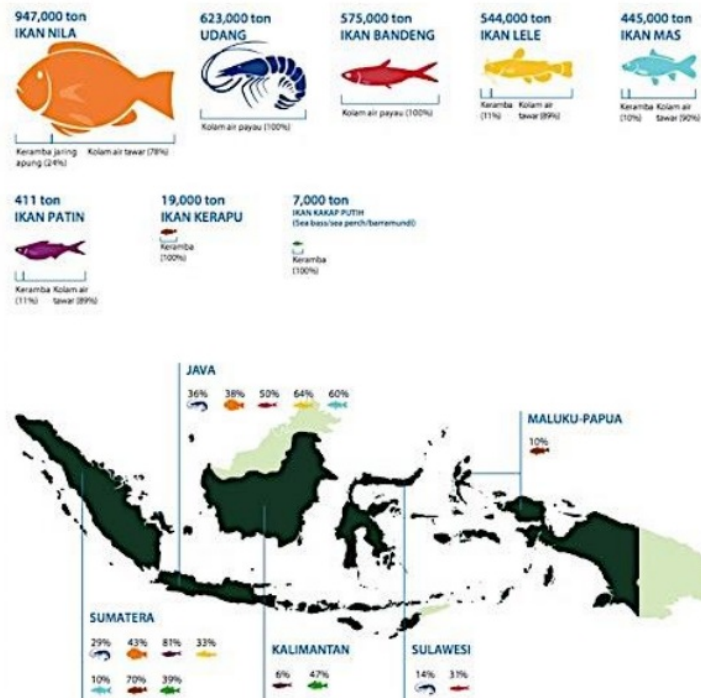 947,000 ton
IKAN NILA
Keramba jaring apung (24%)
Kolam air tawar (78%)
623,000 ton
UDANG
Kolam air payau (100%)
575,000 ton
IKAN BANDENG
Kolam air payau (100%)
544,000 ton
IKAN LELE
Keramba (11%)
Kolam air tawar (89%)
445,000 ton
IKAN MAS
Keramba (10%)
Kolam air tawar (90%)
411 ton
IKAN PATIN
Keramba (11%)
Kolam air tawar (89%)
19,000 ton
IKAN KERAPU
Keramba (100%)
7,000 ton
IKAN KAKAP PUTIH
(Sea bass/sea perch/barramundi)
Keramba (100%)
JAVA
36% 38% 50% 64% 60%
MALUKU-PAPUA
10%
SUMATERA
29% 43% 81% 33%
10% 70% 39%
KALIMANTAN
6% 47%
SULAWESI
14% 31%